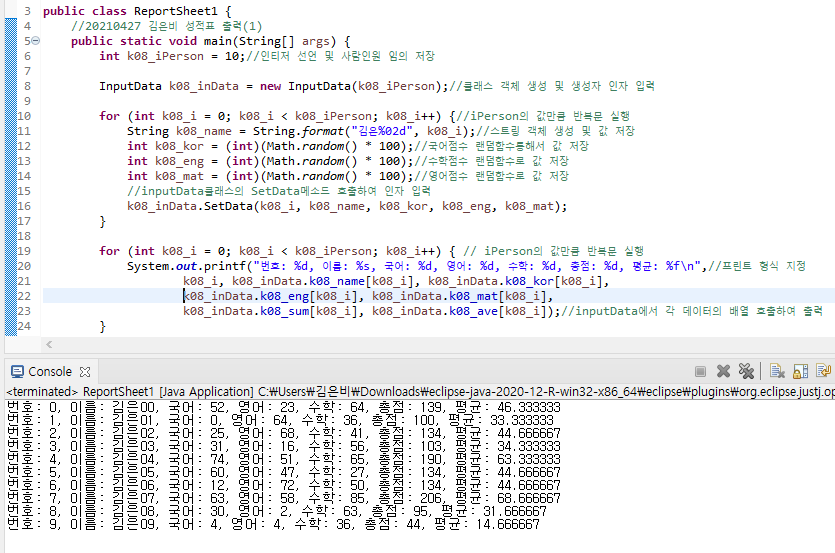 3 public class ReportSheet1 {
4 //20210427 김은비 성적표 출력(1)
5 public static void main(String[] args) {
6 int k08_iPerson = 10;//인티저 선언 및 사람인원 임의 저장
7
8 InputData k08_inData = new InputData(k08_iPerson);//클래스 객체 생성 및 생성자 인자 입력
9
10 for (int k08_i = 0; k08_i < k08_iPerson; k08_i++) {//iPerson의 값만큼 반복문 실행
11 String k08_name = String.format("김은%02d", k08_i);//스트링 객체 생성 및 값 저장
12 int k08_kor = (int)(Math.random() * 100);//국어점수 랜덤함수통해서 값 저장
13 int k08_eng = (int)(Math.random() * 100);//수학점수 랜덤함수로 값 저장
14 int k08_mat = (int)(Math.random() * 100);//영어점수 랜덤함수로 값 저장
15 //inputData클래스의 SetData메소드 호출하여 인자 입력
16 k08_inData.SetData(k08_i, k08_name, k08_kor, k08_eng, k08_mat);
17 }
18
19 for (int k08_i = 0; k08_i < k08_iPerson; k08_i++) { // iPerson의 값만큼 반복문 실행
20 System.out.printf("번호: %d, 이름: %s, 국어: %d, 영어: %d, 수학: %d, 총점: %d, 평균: %f\n",//프린트 형식 지정
21 k08_i, k08_inData.k08_name[k08_i], k08_inData.k08_kor[k08_i],
22 k08_inData.k08_eng[k08_i], k08_inData.k08_mat[k08_i],
23 k08_inData.k08_sum[k08_i], k08_inData.k08_ave[k08_i]);//inputData에서 각 데이터의 배열 호출하여 출력
24 }
Console
<terminated> ReportSheet1 [Java Application] C:₩Users₩김은비₩Downloads₩eclipse-java-2020-12-R-win32-x86_64₩eclipse₩plugins₩org.eclipse.justj.op
번호: 0, 이름: 김은00, 국어: 52, 영어: 23, 수학: 64, 총점: 139, 평균: 46.333333
번호: 1, 이름: 김은01, 국어: 0, 영어: 64, 수학: 36, 총점: 100, 평균: 33.333333
번호: 2, 이름: 김은02, 국어: 25, 영어: 68, 수학: 41, 총점: 134, 평균: 44.666667
번호: 3, 이름: 김은03, 국어: 31, 영어: 16, 수학: 56, 총점: 103, 평균: 34.333333
번호: 4, 이름: 김은04, 국어: 74, 영어: 51, 수학: 65, 총점: 190, 평균: 63.333333
번호: 5, 이름: 김은05, 국어: 60, 영어: 47, 수학: 27, 총점: 134, 평균: 44.666667
번호: 6, 이름: 김은06, 국어: 12, 영어: 72, 수학: 50, 총점: 134, 평균: 44.666667
번호: 7, 이름: 김은07, 국어: 63, 영어: 58, 수학: 85, 총점: 206, 평균: 68.666667
번호: 8, 이름: 김은08, 국어: 30, 영어: 2, 수학: 63, 총점: 95, 평균: 31.666667
번호: 9, 이름: 김은09, 국어: 4, 영어: 4, 수학: 36, 총점: 44, 평균: 14.666667